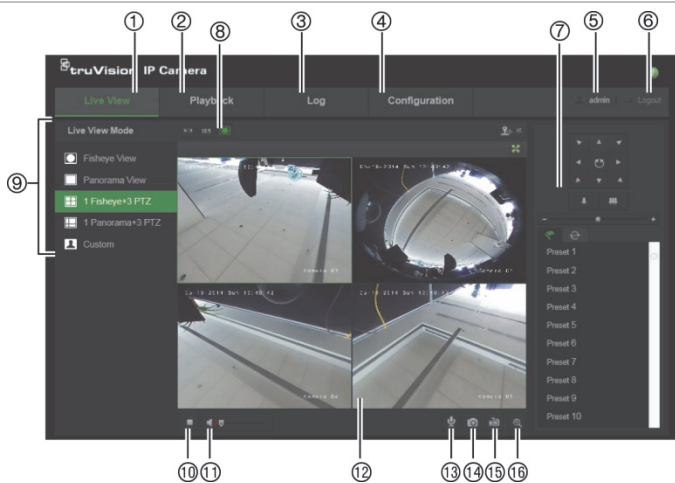 ① ② ③ ④ ⑤ ⑥
⑦ ⑧
truVision IP Camera
Live View Playback Log Configuration admin Logout
⑨
Live View Mode
Fisheye View
Panorama View
1 Fisheye+3 PTZ
1 Panorama+3 PTZ
Custom
Camera 01
Preset 1
Preset 2
Preset 3
Preset 4
Preset 5
Preset 6
Preset 7
Preset 8
Preset 9
Preset 10
⑩ ⑪ ⑫ ⑬ ⑭ ⑮ ⑯